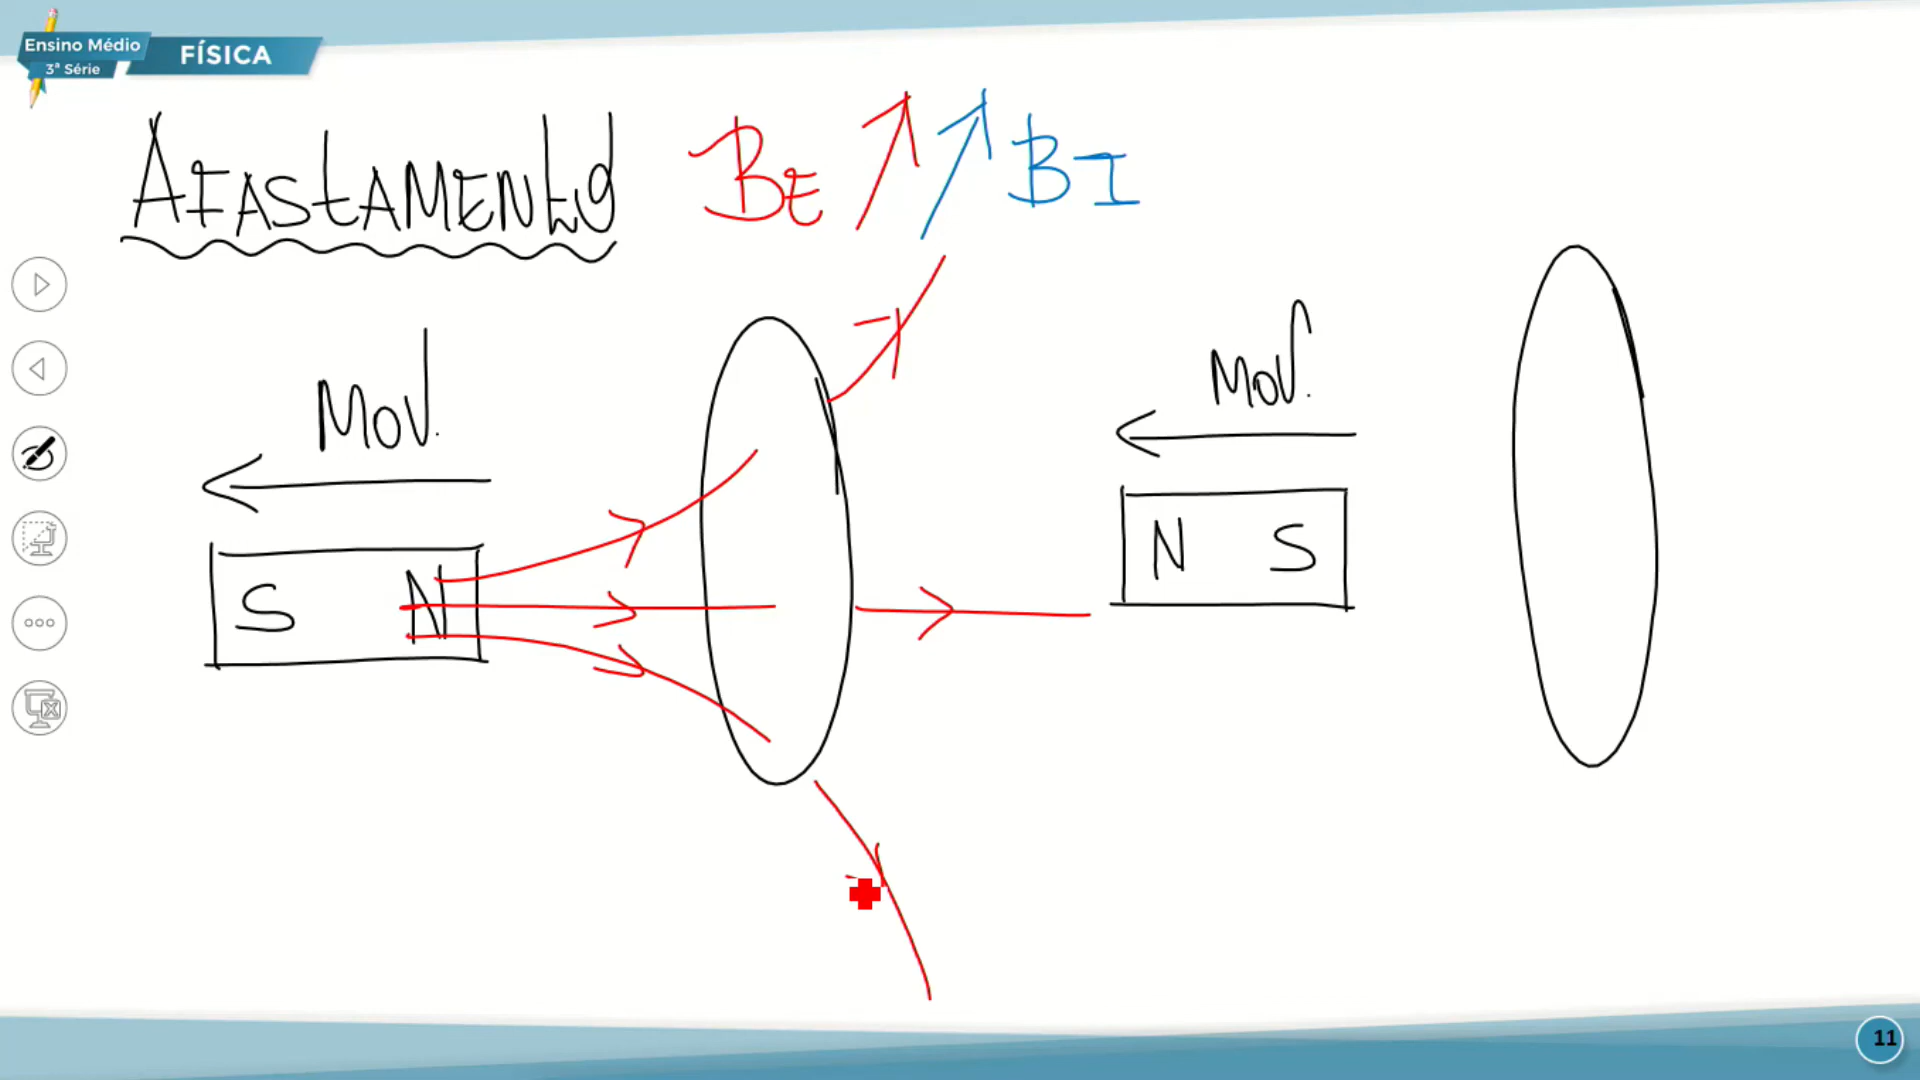 Ensino Médio
3ª Série
FÍSICA
AFASTAMENTO
BE BI
MOV.
S N
MOV.
N S
11